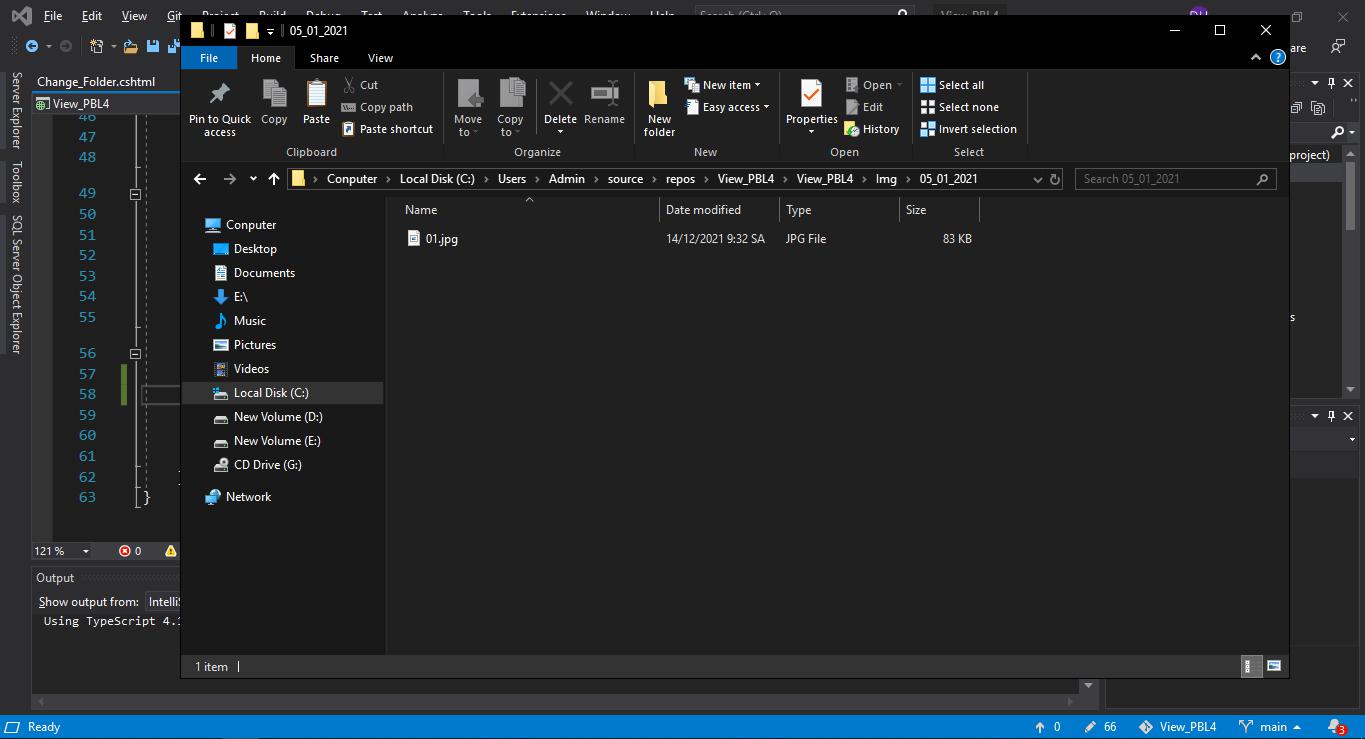 File Edit View Git Project Build Debug Test Analyze Tools Extensions Window Help Search (Ctrl+Q) View_PBL4
05_01_2021
File Home Share View
Pin to Quick access
Copy
Paste
Cut
Copy path
Paste shortcut
Clipboard
Move to
Copy to
Delete
Rename
Organize
New folder
New item
Easy access
New
Properties
Open
Edit
History
Open
Select all
Select none
Invert selection
Select
Conputer Local Disk (C:) Users Admin source repos View_PBL4 View_PBL4 Img 05_01_2021
Search 05_01_2021
Name Date modified Type Size
01.jpg 14/12/2021 9:32 SA JPG File 83 KB
Conputer
Desktop
Documents
E:\
Music
Pictures
Videos
Local Disk (C:)
New Volume (D:)
New Volume (E:)
CD Drive (G:)
Network
1 item
Server Explorer
Toolbox
SQL Server Object Explorer
Change_Folder.cshtml
View_PBL4
46
47
48
49
50
51
52
53
54
55
56
57
58
59
60
61
62
63 }
121 % 0
Output
Show output from: IntelliS
Using TypeScript 4.1
are
project)
s
Ready 0 66 View_PBL4 main 3